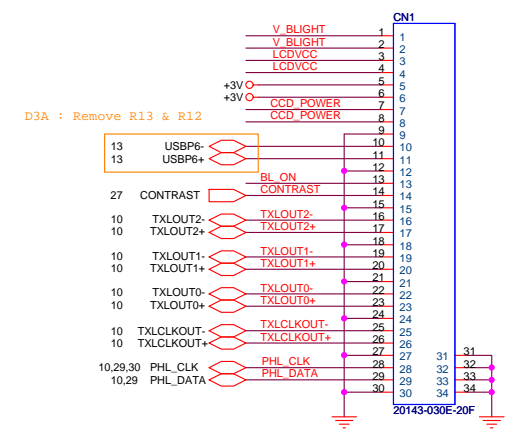 CN1
V_BLIGHT 1 1
V_BLIGHT 2 2
LCDVCC 3 3
LCDVCC 4 4
+3V 5 5
+3V 6 6
CCD_POWER 7 7
CCD_POWER 8 8
D3A : Remove R13 & R12
9 9
13 USBP6- 10 10
13 USBP6+ 11 11
12 12
BL_ON 13 13
27 CONTRAST CONTRAST 14 14
15 15
10 TXLOUT2- TXLOUT2- 16 16
10 TXLOUT2+ TXLOUT2+ 17 17
18 18
10 TXLOUT1- TXLOUT1- 19 19
10 TXLOUT1+ TXLOUT1+ 20 20
21 21
10 TXLOUT0- TXLOUT0- 22 22
10 TXLOUT0+ TXLOUT0+ 23 23
24 24
10 TXLCLKOUT- TXLCLKOUT- 25 25
10 TXLCLKOUT+ TXLCLKOUT+ 26 26
27 27 31 31
10,29,30 PHL_CLK PHL_CLK 28 28 32 32
10,29 PHL_DATA PHL_DATA 29 29 33 33
30 30 34 34
20143-030E-20F